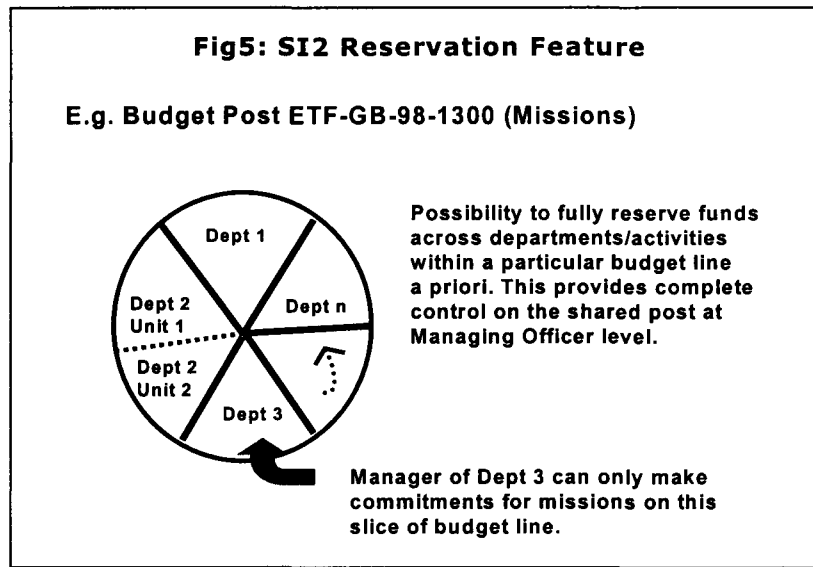 Fig5: SI2 Reservation Feature
E.g. Budget Post ETF-GB-98-1300 (Missions)
Dept 1
Dept 2
Unit 1
Dept n
Dept 2
Unit 2
Dept 3
Possibility to fully reserve funds
across departments/activities
within a particular budget line
a priori. This provides complete
control on the shared post at
Managing Officer level.
Manager of Dept 3 can only make
commitments for missions on this
slice of budget line.